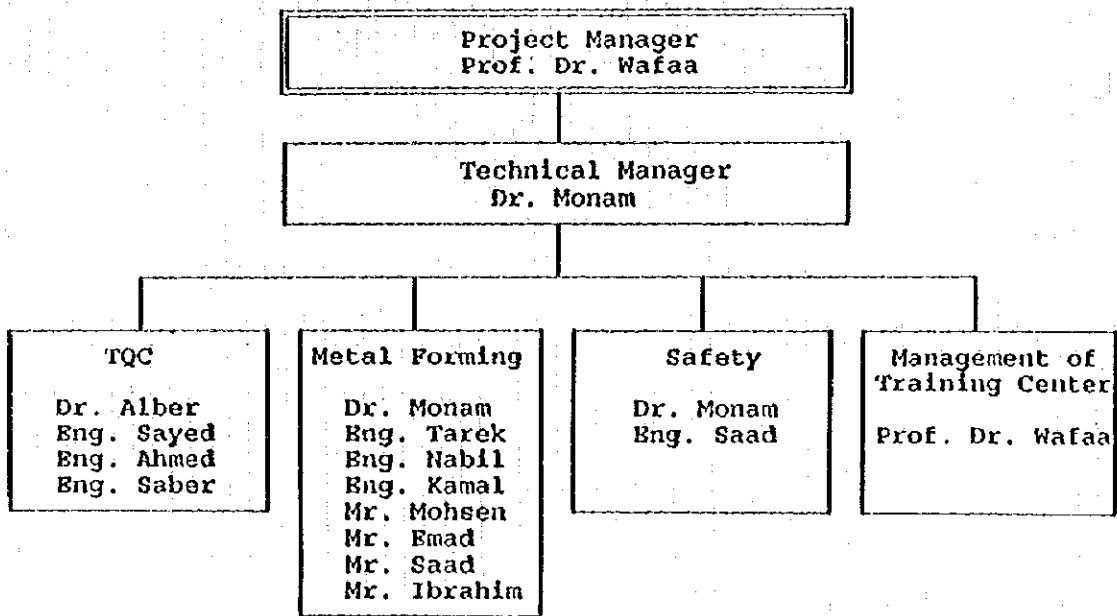 Project Manager
Prof. Dr. Wafaa
Technical Manager
Dr. Monam
TQC
Dr. Alber
Eng. Sayed
Eng. Ahmed
Eng. Saber
Metal Forming
Dr. Monam
Eng. Tarek
Eng. Nabil
Eng. Kamal
Mr. Mohsen
Mr. Emad
Mr. Saad
Mr. Ibrahim
Safety
Dr. Monam
Eng. Saad
Management of
Training Center
Prof. Dr. Wafaa